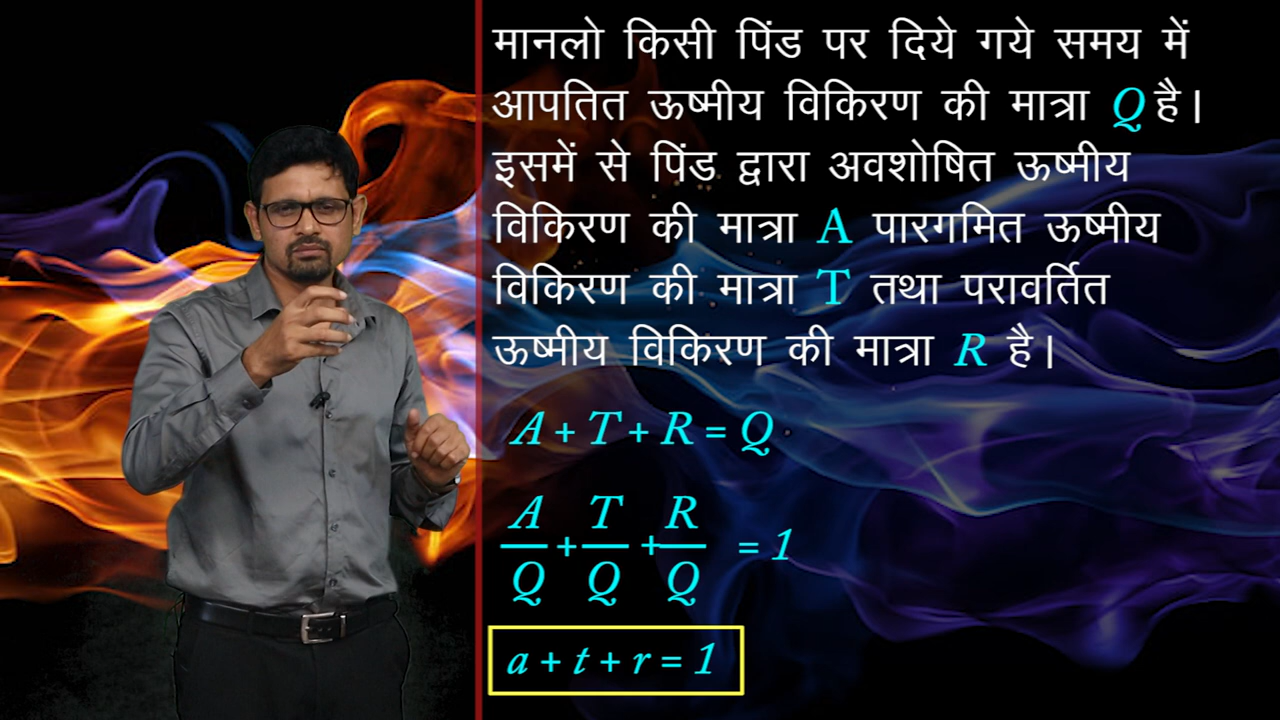 मानलो किसी पिंड पर दिये गये समय में
आपतित ऊष्मीय विकिरण की मात्रा Q है।
इसमें से पिंड द्वारा अवशोषित ऊष्मीय
विकिरण की मात्रा A पारगमित ऊष्मीय
विकिरण की मात्रा T तथा परावर्तित
ऊष्मीय विकिरण की मात्रा R है।
A + T + R = Q
A/Q + T/Q + R/Q = 1
a + t + r = 1